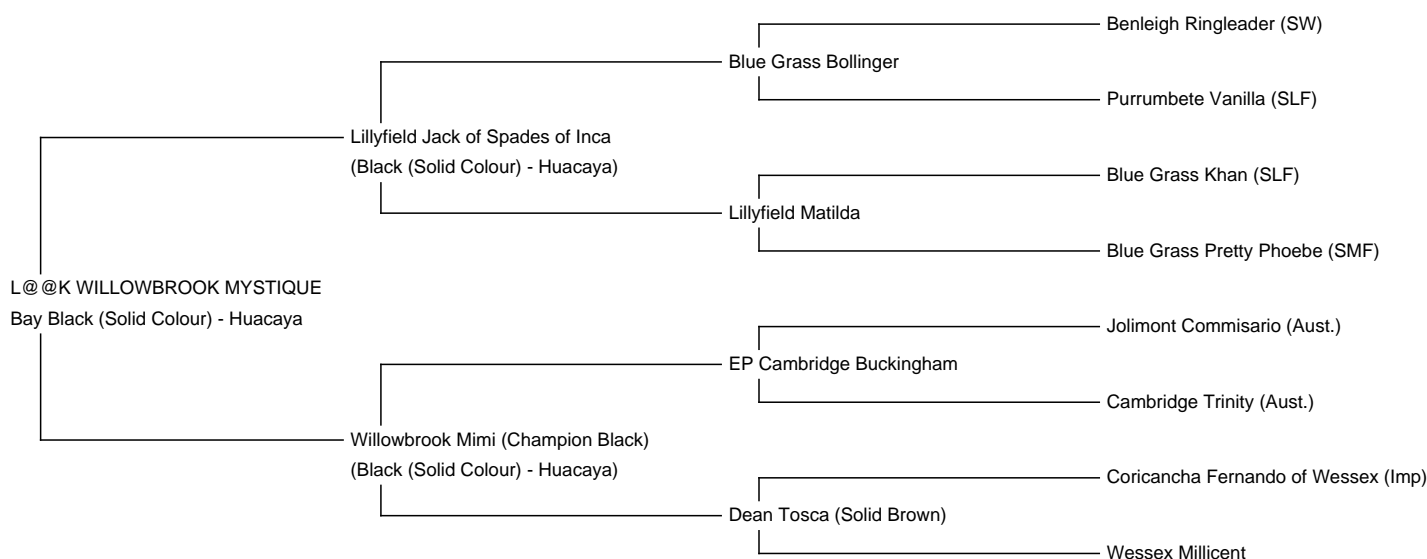 Benleigh Ringleader (SW)
Blue Grass Bollinger
Purrumbete Vanilla (SLF)
Lillyfield Jack of Spades of Inca
(Black (Solid Colour) - Huacaya)
Blue Grass Khan (SLF)
Lillyfield Matilda
Blue Grass Pretty Phoebe (SMF)
L@@K WILLOWBROOK MYSTIQUE
Bay Black (Solid Colour) - Huacaya
Jolimont Commisario (Aust.)
EP Cambridge Buckingham
Cambridge Trinity (Aust.)
Willowbrook Mimi (Champion Black)
(Black (Solid Colour) - Huacaya)
Coricancha Fernando of Wessex (Imp)
Dean Tosca (Solid Brown)
Wessex Millicent